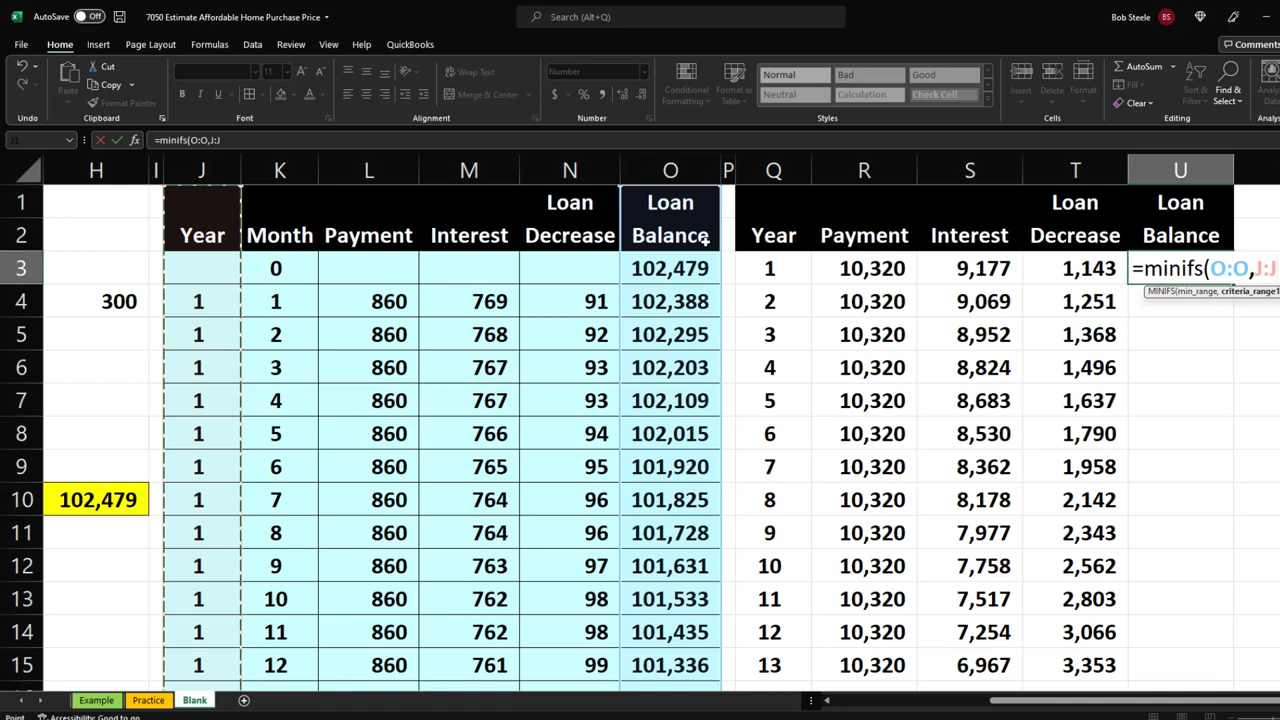 AutoSave Off 7050 Estimate Affordable Home Purchase Price Search (Alt+Q) Bob Steele BS
File Home Insert Page Layout Formulas Data Review View Help QuickBooks Comments
Cut AutoSum
Copy Fill
Format Painter Clear
Paste 11 Wrap Text Merge & Center Number Conditional Formatting Format as Table Normal Bad Good Neutral Calculation Check Cell Insert Delete Format Sort & Filter Find & Select
Undo Clipboard Font Alignment Number Styles Cells Editing
J1 =minifs(O:O,J:J
H I J K L M N O P Q R S T U
1 Loan Loan Loan Loan
2 Year Month Payment Interest Decrease Balance Year Payment Interest Decrease Balance
3 0 102,479 1 10,320 9,177 1,143 =minifs(O:O,J:J
MINIFS(min_range, criteria_range1
4 300 1 1 860 769 91 102,388 2 10,320 9,069 1,251
5 1 2 860 768 92 102,295 3 10,320 8,952 1,368
6 1 3 860 767 93 102,203 4 10,320 8,824 1,496
7 1 4 860 767 93 102,109 5 10,320 8,683 1,637
8 1 5 860 766 94 102,015 6 10,320 8,530 1,790
9 1 6 860 765 95 101,920 7 10,320 8,362 1,958
10 102,479 1 7 860 764 96 101,825 8 10,320 8,178 2,142
11 1 8 860 764 96 101,728 9 10,320 7,977 2,343
12 1 9 860 763 97 101,631 10 10,320 7,758 2,562
13 1 10 860 762 98 101,533 11 10,320 7,517 2,803
14 1 11 860 762 98 101,435 12 10,320 7,254 3,066
15 1 12 860 761 99 101,336 13 10,320 6,967 3,353
Example Practice Blank
Point Accessibility: Good to go